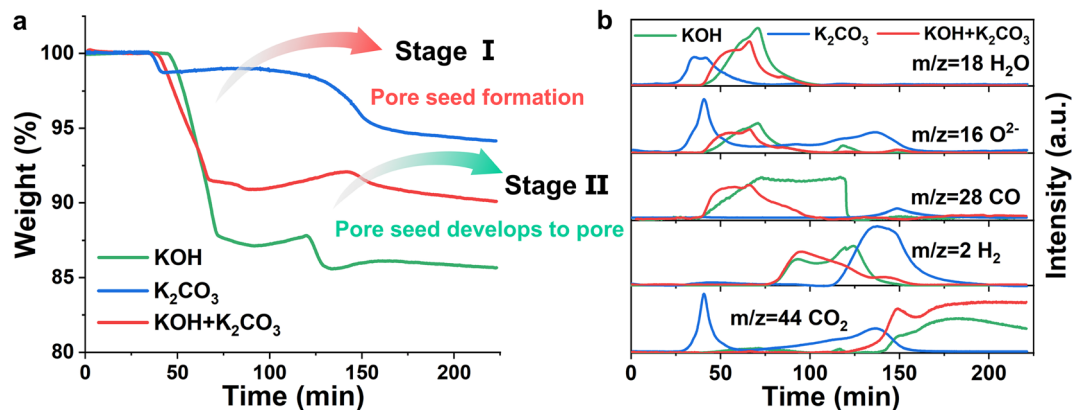 a
Weight (%)
100
95
90
85
80
Stage Ⅰ
Pore seed formation
Stage Ⅱ
Pore seed develops to pore
KOH
K₂CO₃
KOH+K₂CO₃
0 50 100 150 200
Time (min)
b
KOH K₂CO₃ KOH+K₂CO₃
m/z=18 H₂O
m/z=16 O²⁻
m/z=28 CO
m/z=2 H₂
m/z=44 CO₂
Intensity (a.u.)
0 50 100 150 200
Time (min)